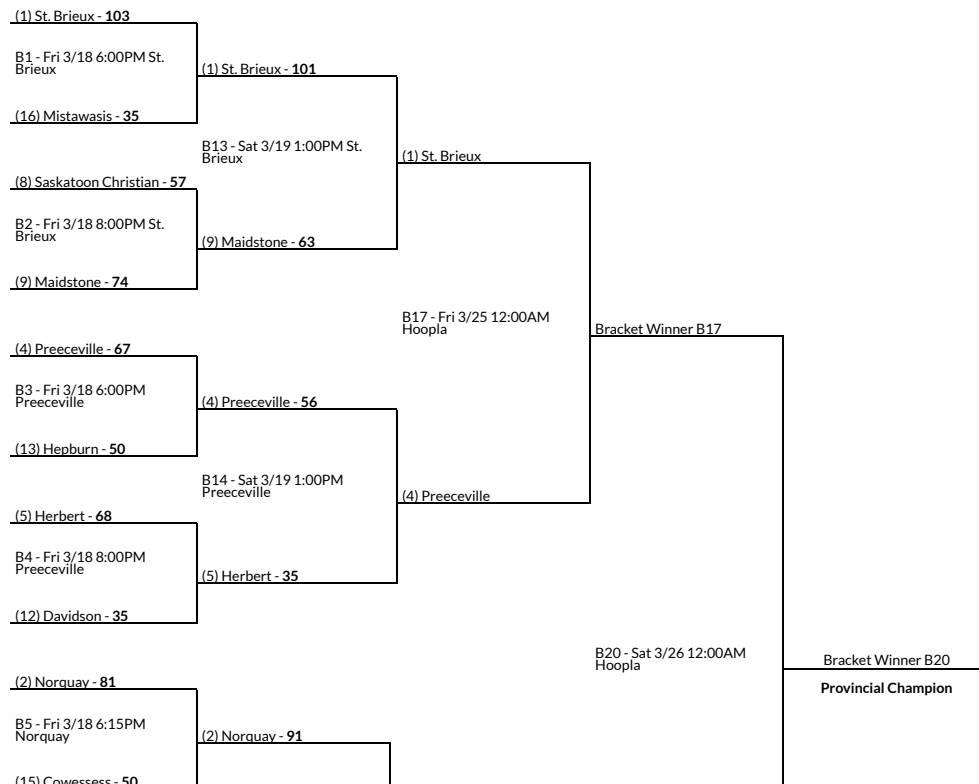 (1) St. Brieux - 103
B1 - Fri 3/18 6:00PM St.
Brieux
(1) St. Brieux - 101
(16) Mistawasis - 35
B13 - Sat 3/19 1:00PM St.
Brieux
(1) St. Brieux
(8) Saskatoon Christian - 57
B2 - Fri 3/18 8:00PM St.
Brieux
(9) Maidstone - 63
(9) Maidstone - 74
B17 - Fri 3/25 12:00AM
Hoopla
Bracket Winner B17
(4) Preeceville - 67
B3 - Fri 3/18 6:00PM
Preeceville
(4) Preeceville - 56
(13) Hepburn - 50
B14 - Sat 3/19 1:00PM
Preeceville
(4) Preeceville
(5) Herbert - 68
B4 - Fri 3/18 8:00PM
Preeceville
(5) Herbert - 35
(12) Davidson - 35
B20 - Sat 3/26 12:00AM
Hoopla
Bracket Winner B20
Provincial Champion
(2) Norquay - 81
B5 - Fri 3/18 6:15PM
Norquay
(2) Norquay - 91
(15) Cowessess - 50